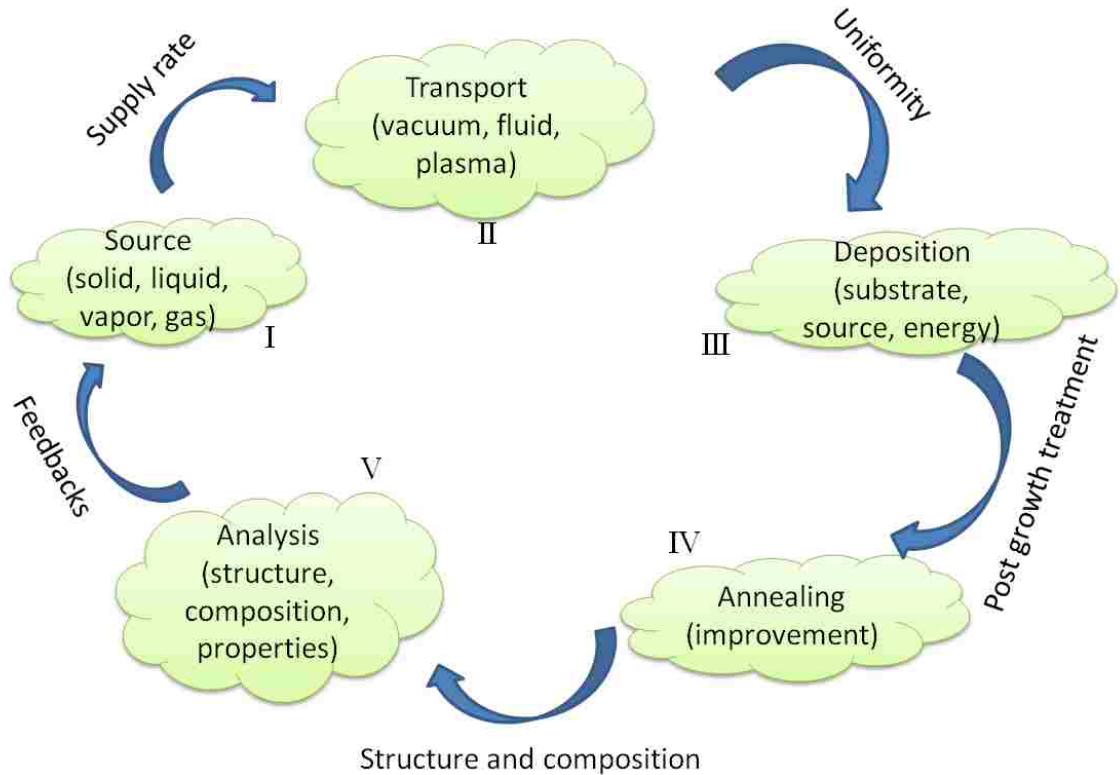 Supply rate
Transport
(vacuum, fluid,
plasma)
II
Uniformity
Source
(solid, liquid,
vapor, gas)
I
Deposition
(substrate,
source, energy)
III
Post growth treatment
Feedbacks
V
Analysis
(structure,
composition,
properties)
IV
Annealing
(improvement)
Structure and composition